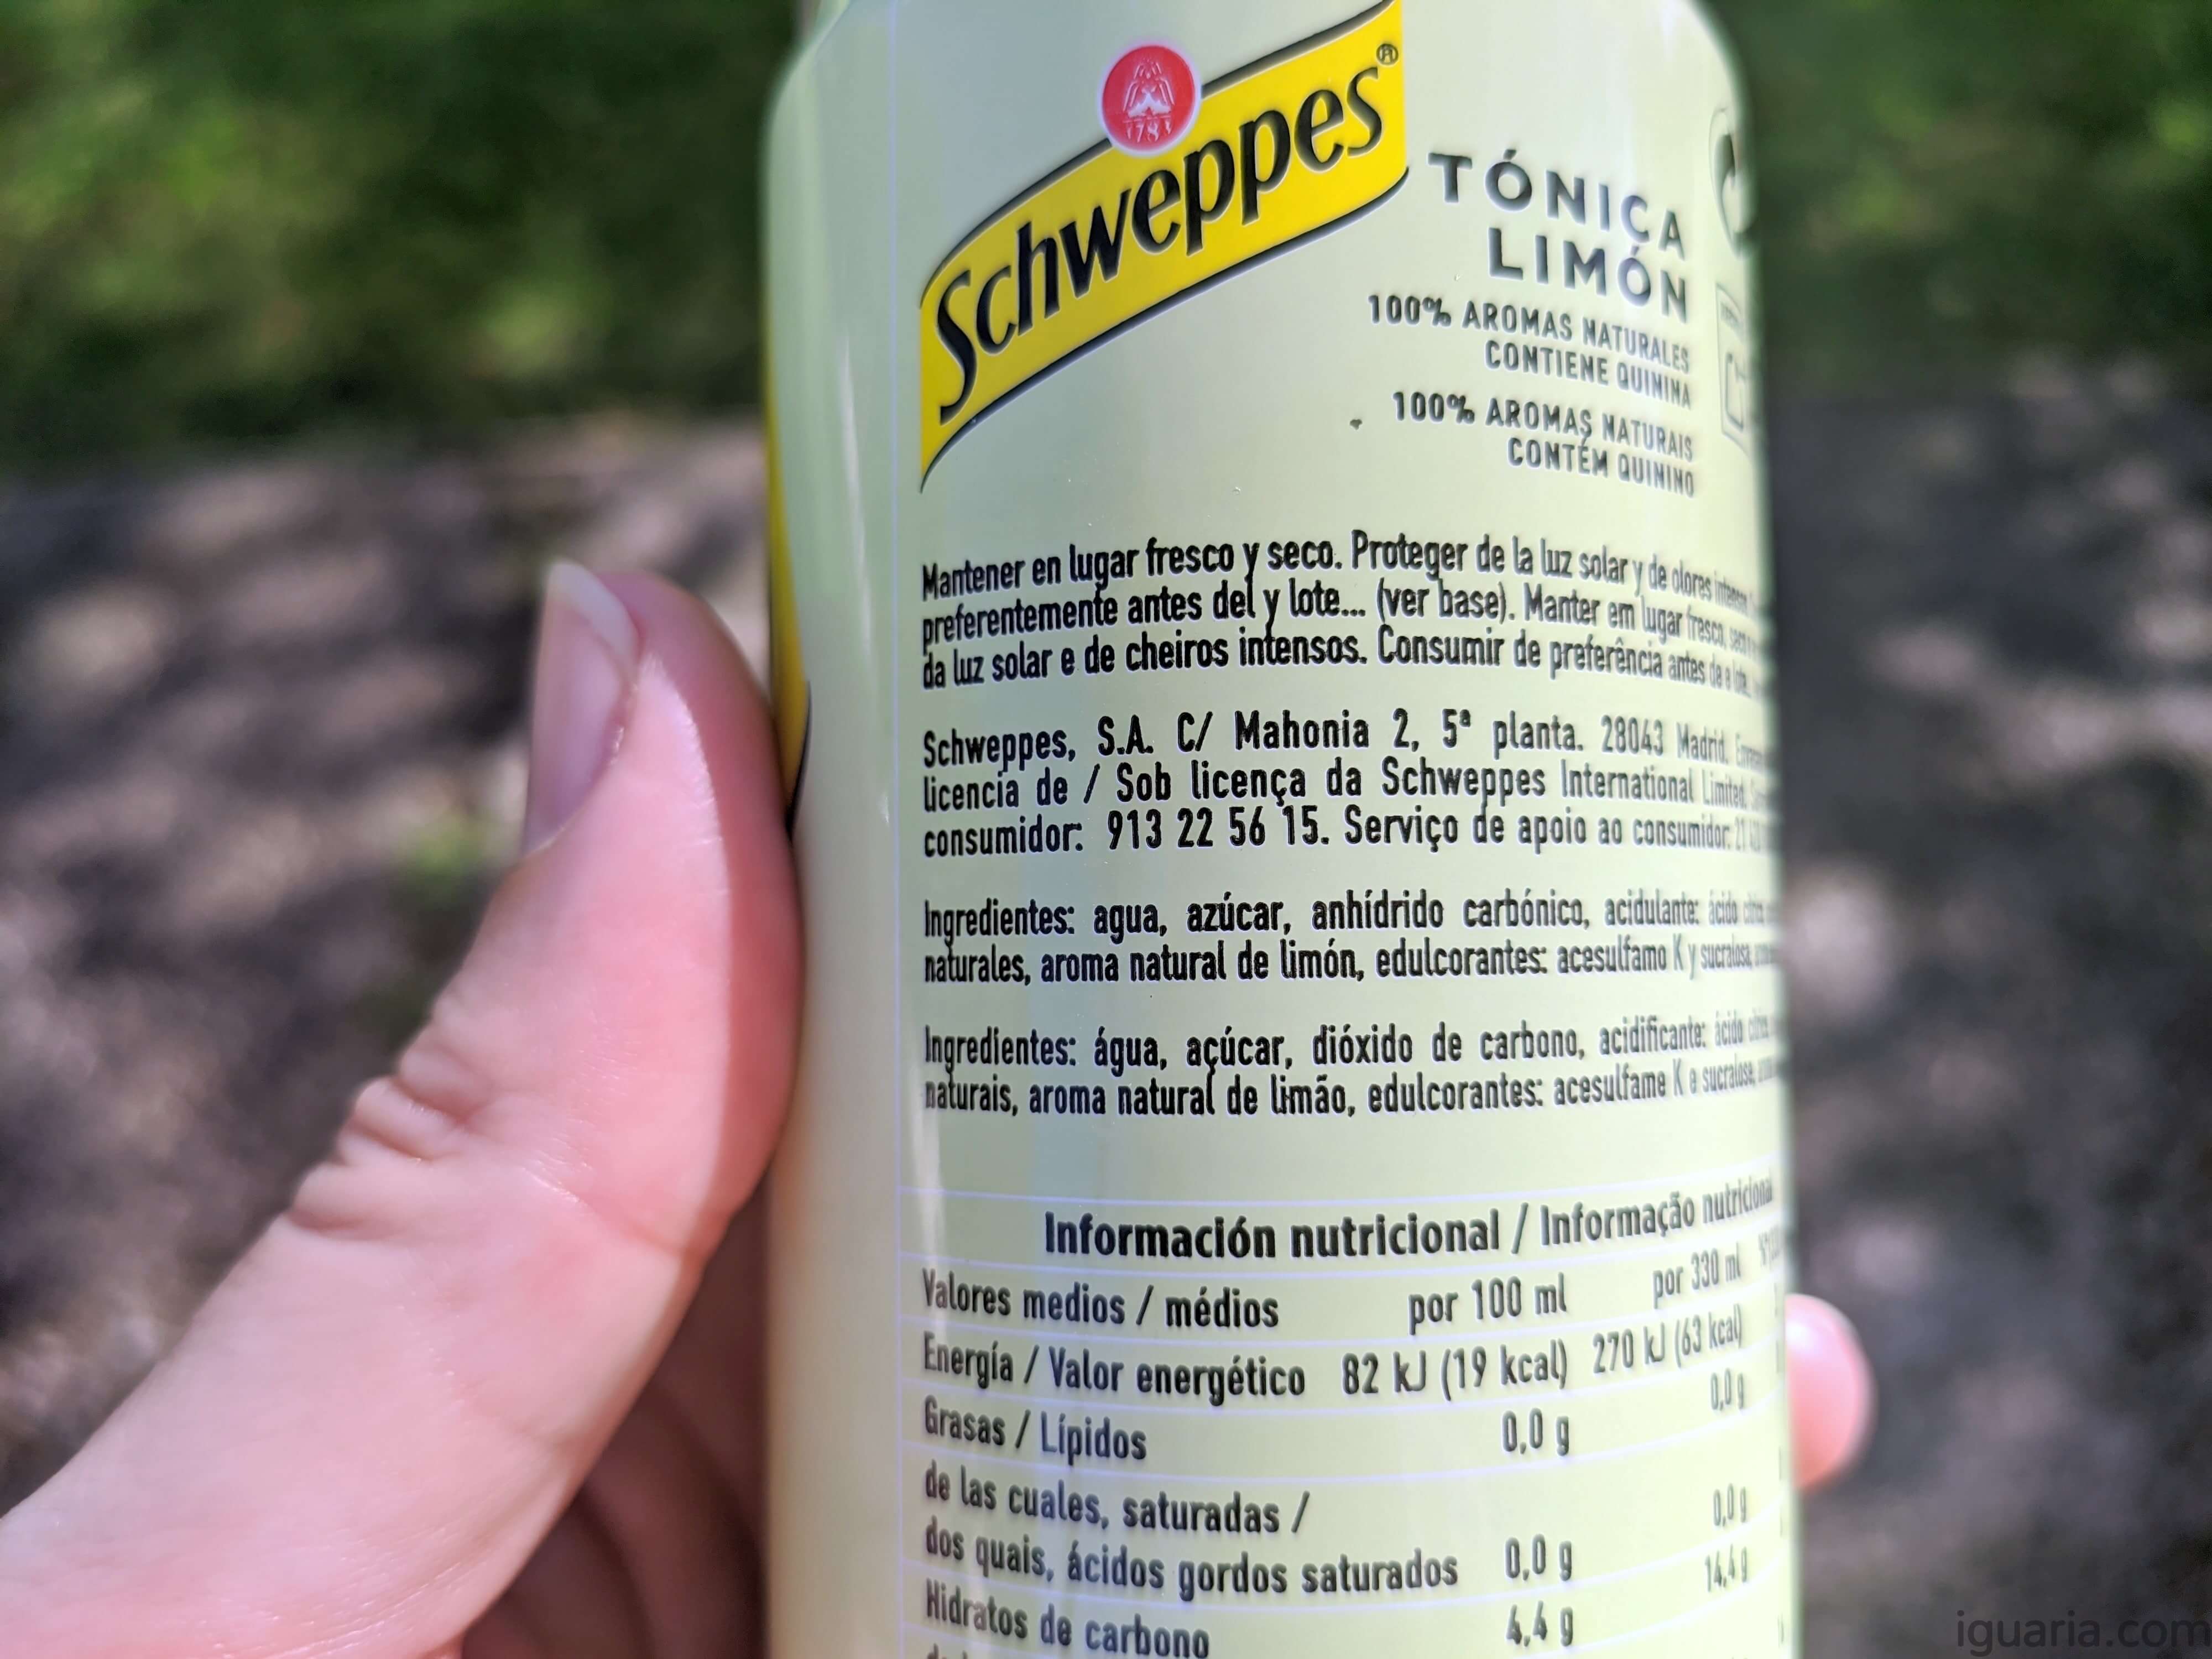 Schweppes®
1783
TÓNICA
LIMÓN
100% AROMAS NATURALES
CONTIENE QUININA
100% AROMAS NATURAIS
CONTÉM QUININO
Mantener en lugar fresco y seco. Proteger de la luz solar y de olores
preferentemente antes del y lote... (ver base). Manter em lugar fresco,
da luz solar e de cheiros intensos. Consumir de preferência antes de e lote
Schweppes, S.A. C/ Mahonia 2, 5ª planta. 28043 Madrid.
licencia de / Sob licença da Schweppes International Limited.
consumidor: 913 22 56 15. Serviço de apoio ao consumidor: 21
Ingredientes: agua, azúcar, anhídrido carbónico, acidulante: ácido
naturales, aroma natural de limón, edulcorantes: acesulfamo K y sucralosa,
Ingredientes: água, açúcar, dióxido de carbono, acidificante: ácido
naturais, aroma natural de limão, edulcorantes: acesulfame K e sucralose,
Información nutricional / Informação nutricional
Valores medios / médios por 100 ml por 330 ml
Energía / Valor energético 82 kJ (19 kcal) 270 kJ (63 kcal)
Grasas / Lípidos 0,0 g 0,0 g
de las cuales, saturadas /
dos quais, ácidos gordos saturados 0,0 g 0,0 g
Hidratos de carbono 4,4 g 14,4 g
iguaria.com